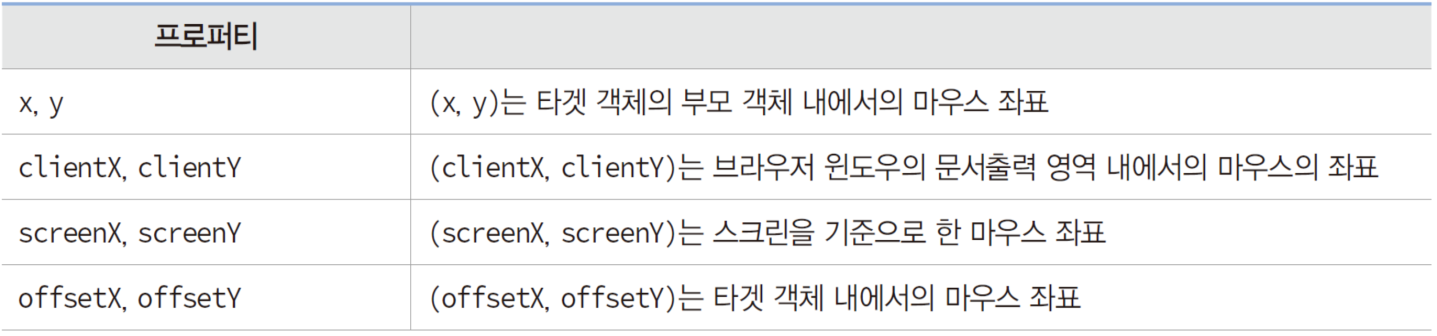 프로퍼티
x, y (x, y)는 타겟 객체의 부모 객체 내에서의 마우스 좌표
clientX, clientY (clientX, clientY)는 브라우저 윈도우의 문서출력 영역 내에서의 마우스의 좌표
screenX, screenY (screenX, screenY)는 스크린을 기준으로 한 마우스 좌표
offsetX, offsetY (offsetX, offsetY)는 타겟 객체 내에서의 마우스 좌표